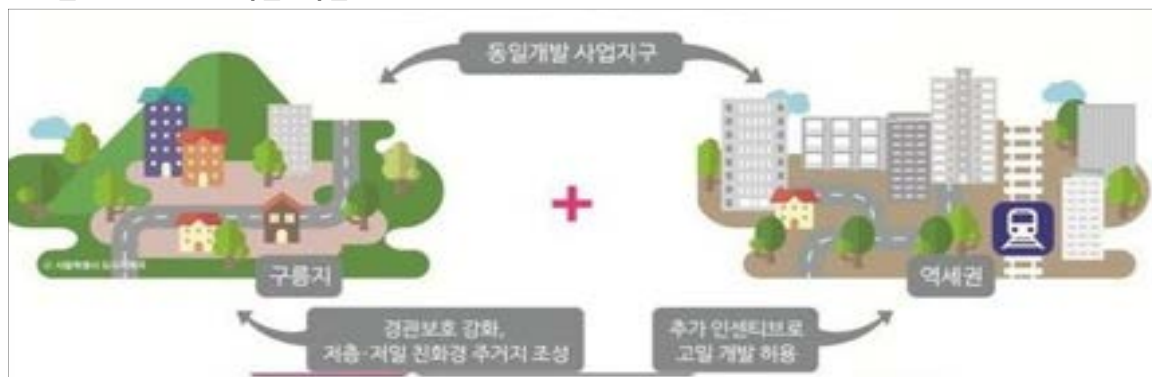 동일개발 사업지구
구릉지
역세권
경관보호 강화,
저층·저밀 친화경 주거지 조성
추가 인센티브로
고밀 개발 허용